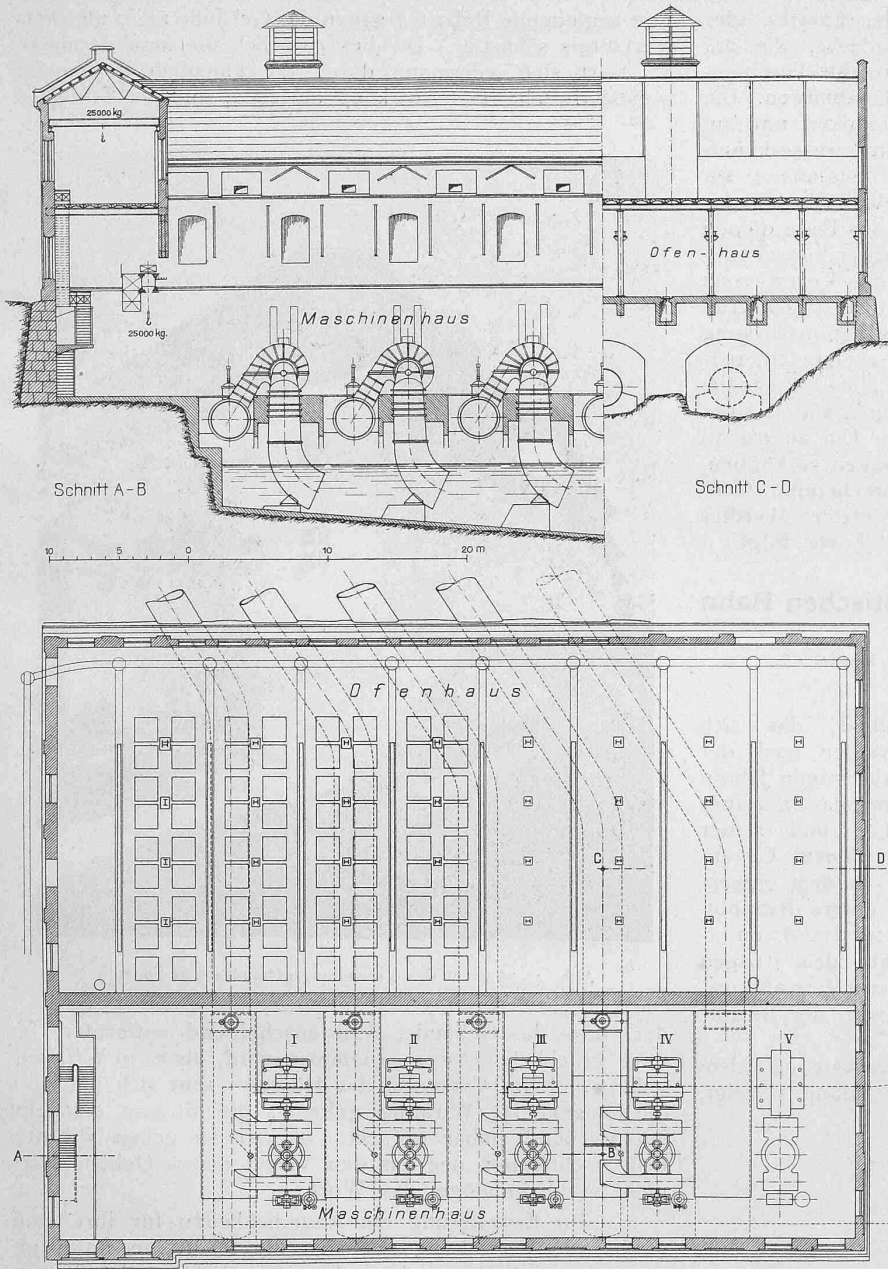 25000 kg.
Ofen-haus
Maschinenhaus
25000 kg.
Schnitt A-B
Schnitt C-D
10 5 0 10 20 m
Ofenhaus
C D
I II III IV V
A B
Maschinenhaus